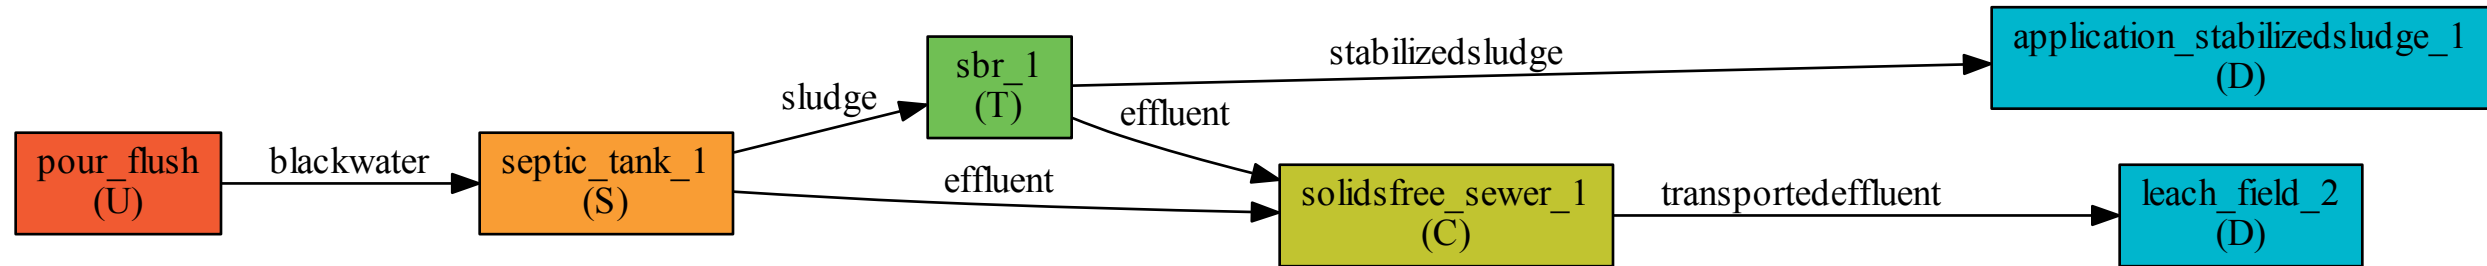 pour_flush
(U)
blackwater
septic_tank_1
(S)
sludge
effluent
sbr_1
(T)
stabilizedsludge
effluent
solidsfree_sewer_1
(C)
transportedeffluent
application_stabilizedsludge_1
(D)
leach_field_2
(D)